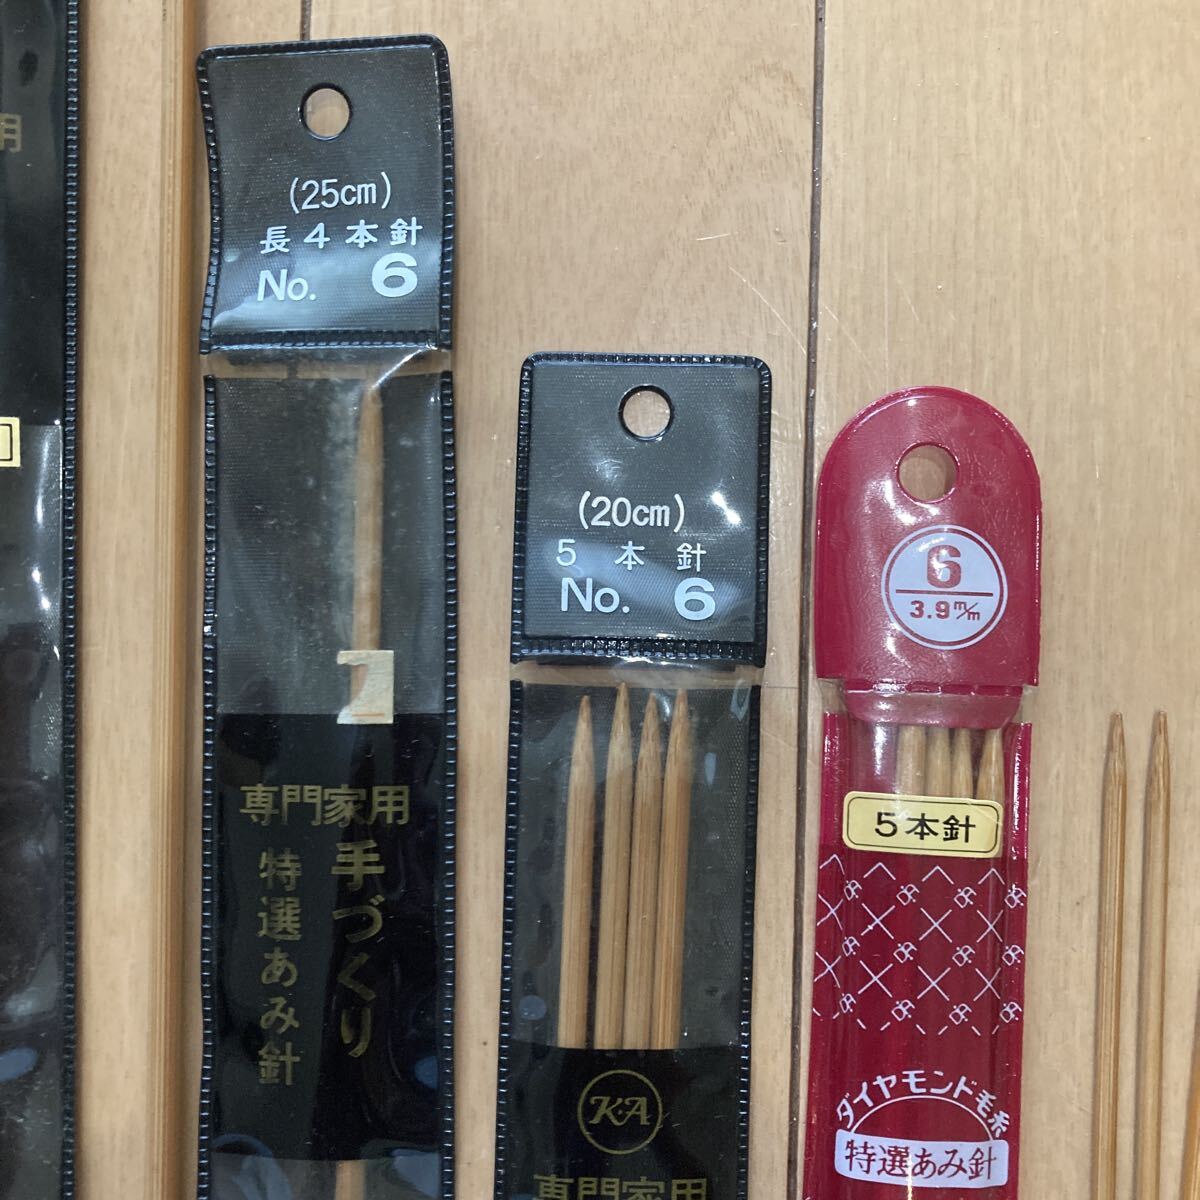 用
(25cm)
長4本針
No. 6
専門家用
手づくり
特選あみ針
(20cm)
5本針
No. 6
K·A
専門家用
6
3.9m/m
5本針
ダイヤモンド毛糸
特選あみ針